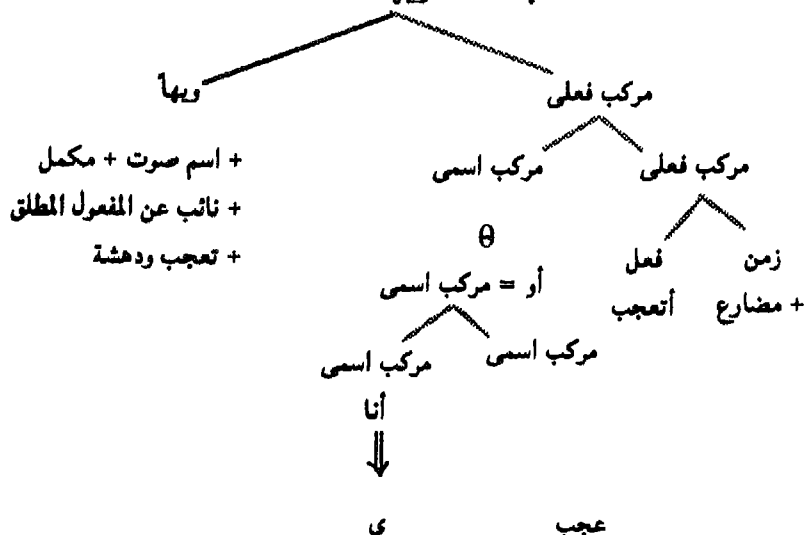 مركب فعلى ويها
مركب فعلى مركب اسمى + اسم صوت + مكمل
+ نائب عن المفعول المطلق
θ
زمن فعل + تعجب ودهشة
+ مضارع أتعجب أو = مركب اسمى
مركب اسمى مركب اسمى
أنا
عجب ى